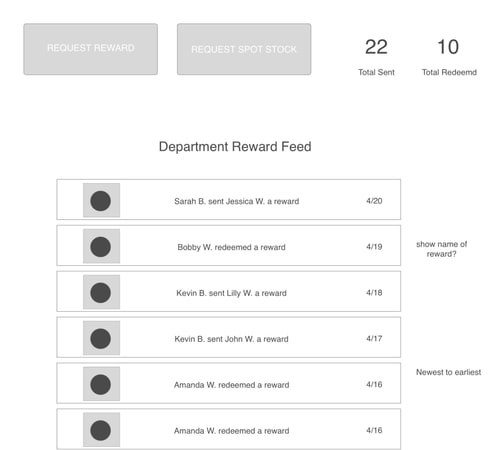 REQUEST REWARD
REQUEST SPOT STOCK
22
10
Total Sent
Total Redeemd
Department Reward Feed
Sarah B. sent Jessica W. a reward
4/20
Bobby W. redeemed a reward
4/19
show name of
reward?
Kevin B. sent Lilly W. a reward
4/18
Kevin B. sent John W. a reward
4/17
Newest to earliest
Amanda W. redeemed a reward
4/16
Amanda W. redeemed a reward
4/16